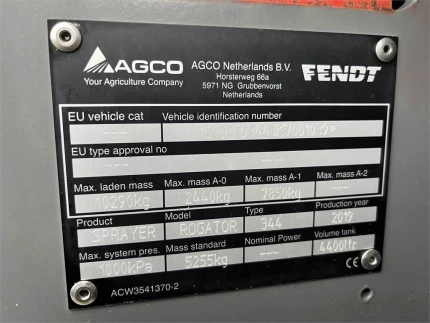 AGCO
Your Agriculture Company
AGCO Netherlands B.V.
Horsterweg 66a
5971 NG Grubbenvorst
Netherlands
FENDT
EU vehicle cat Vehicle identification number
---
EU type approval no
--- ---
Max. laden mass Max. mass A-0 Max. mass A-1 Max. mass A-2
10290kg 2440kg 7850kg ---
Product Model Type Production year
SPRAYER ROGATOR 344 2019
Max. system pres. Mass standard Nominal Power Volume tank
1000kPa 5255kg --- 4400ltr
ACW3541370-2 CE